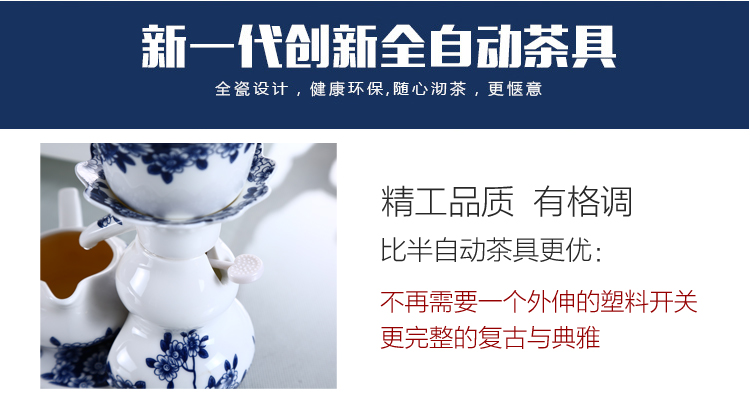 新一代创新全自动茶具
全瓷设计，健康环保,随心沏茶，更惬意
精工品质 有格调
比半自动茶具更优：
不再需要一个外伸的塑料开关
更完整的复古与典雅